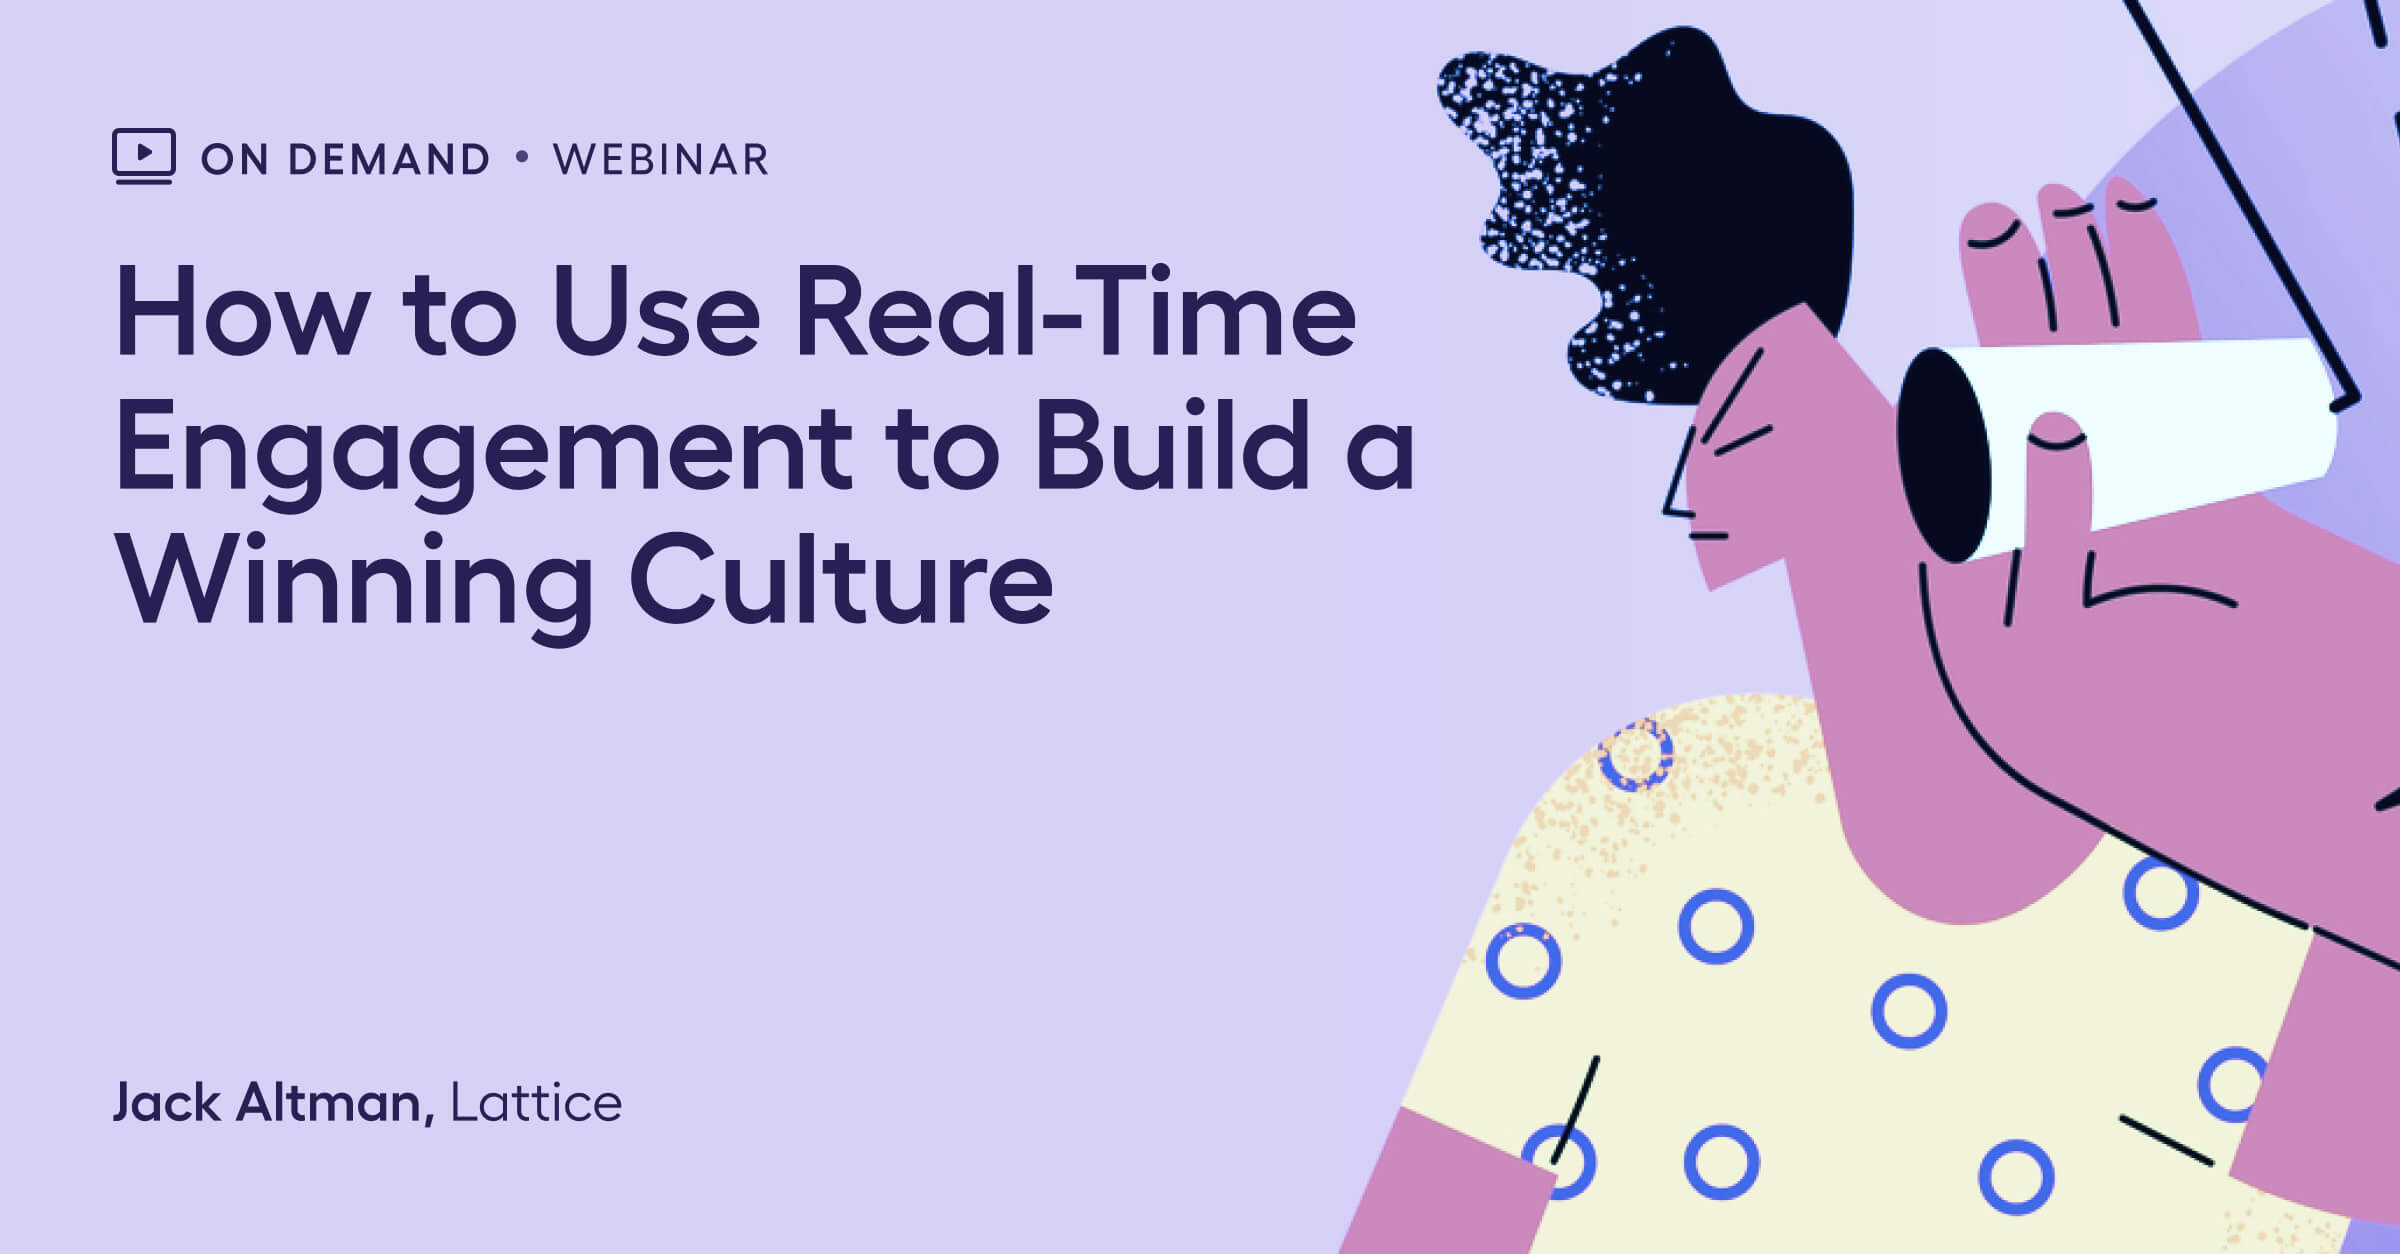 ON DEMAND • WEBINAR
How to Use Real-Time
Engagement to Build a
Winning Culture
Jack Altman, Lattice